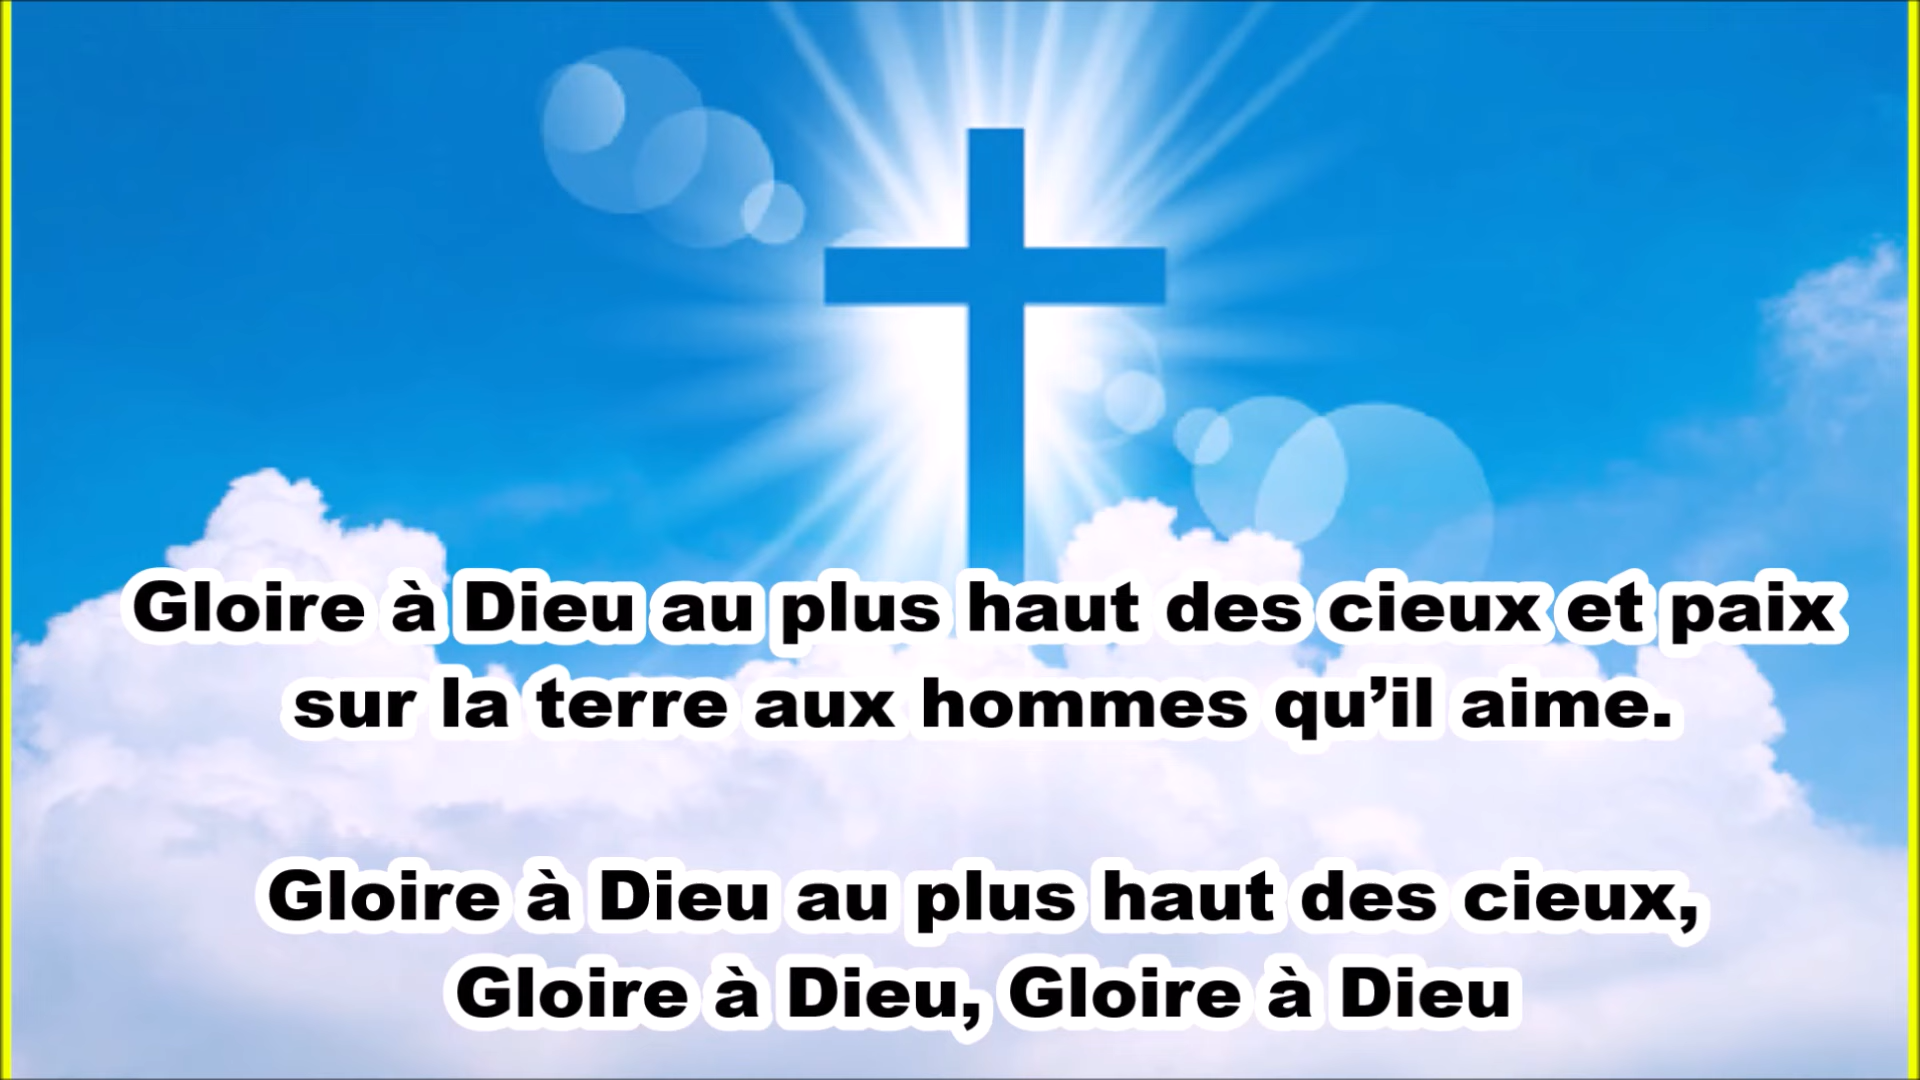 Gloire à Dieu au plus haut des cieux et paix
sur la terre aux hommes qu’il aime.
Gloire à Dieu au plus haut des cieux,
Gloire à Dieu, Gloire à Dieu